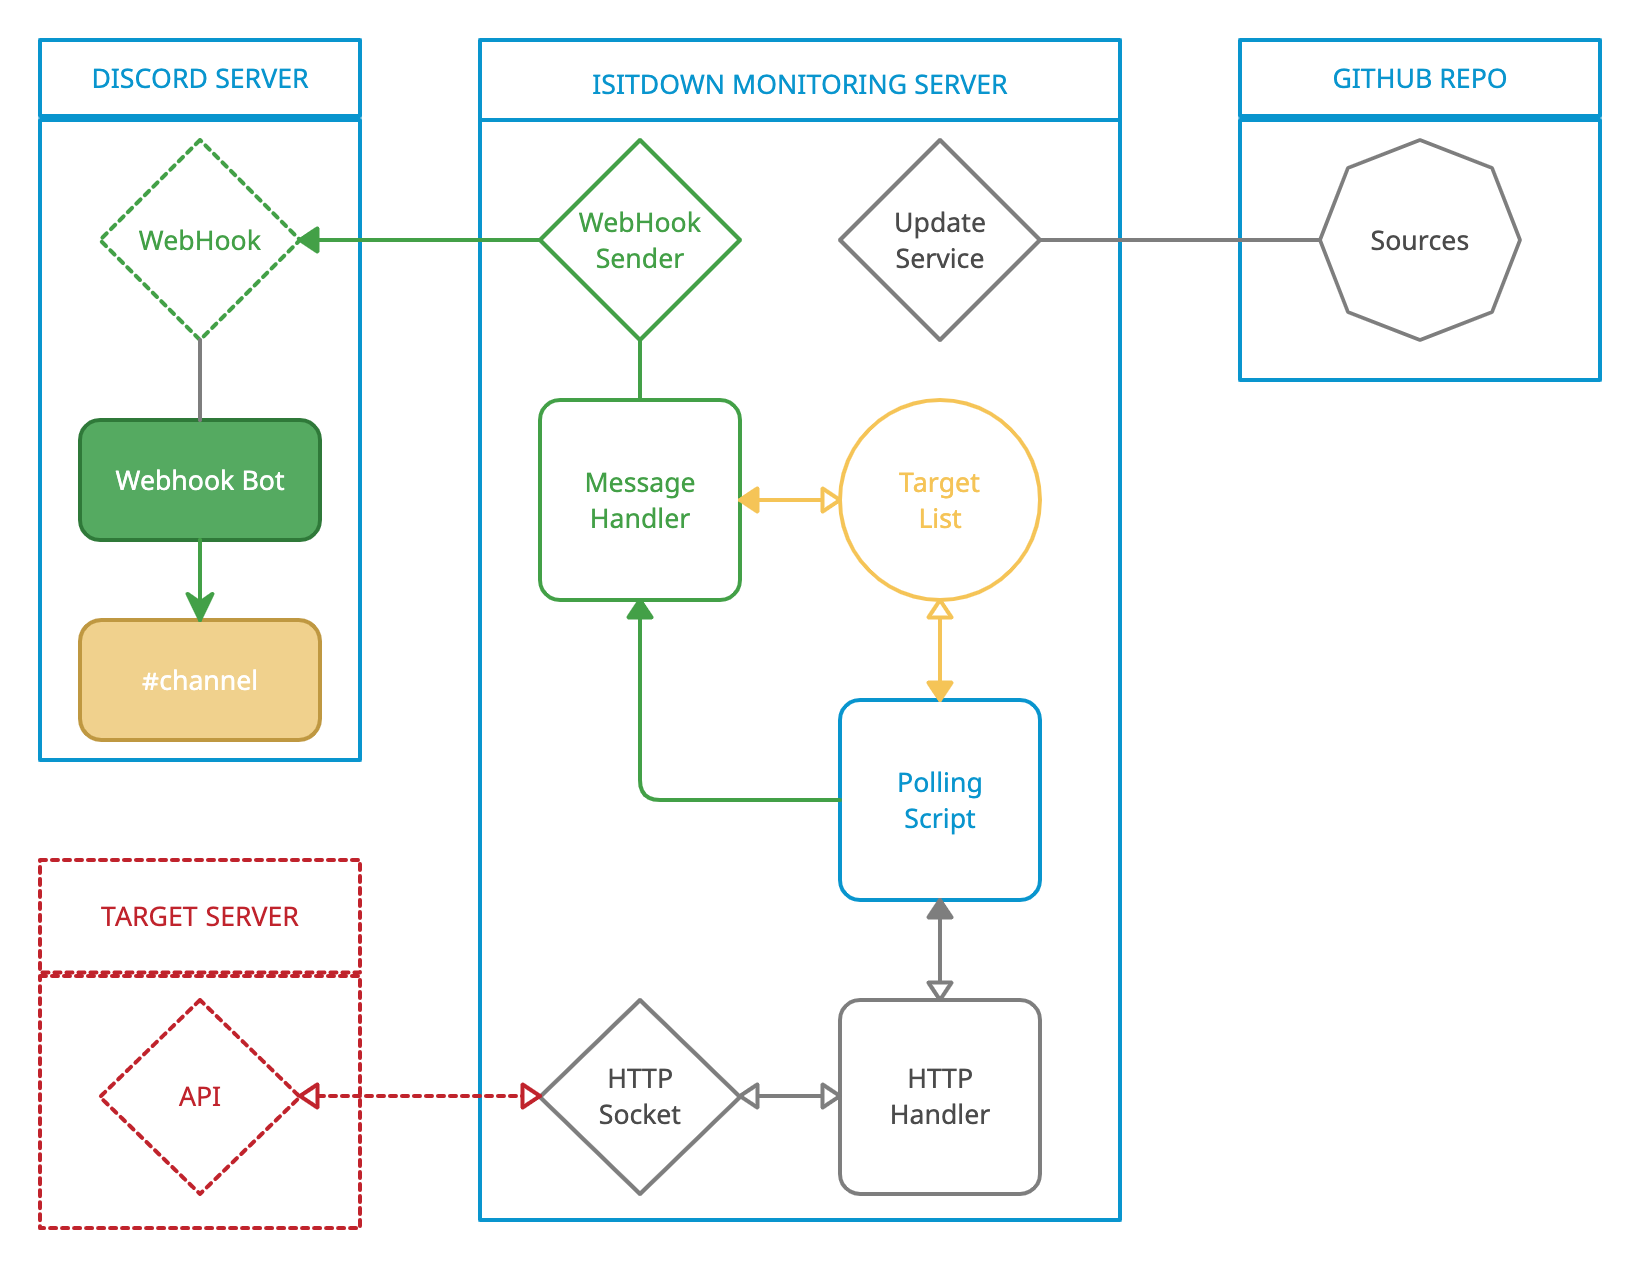 DISCORD SERVER
ISITDOWN MONITORING SERVER
GITHUB REPO
WebHook
WebHook
Sender
Update
Service
Sources
Webhook Bot
Message
Handler
Target
List
#channel
Polling
Script
TARGET SERVER
API
HTTP
Socket
HTTP
Handler